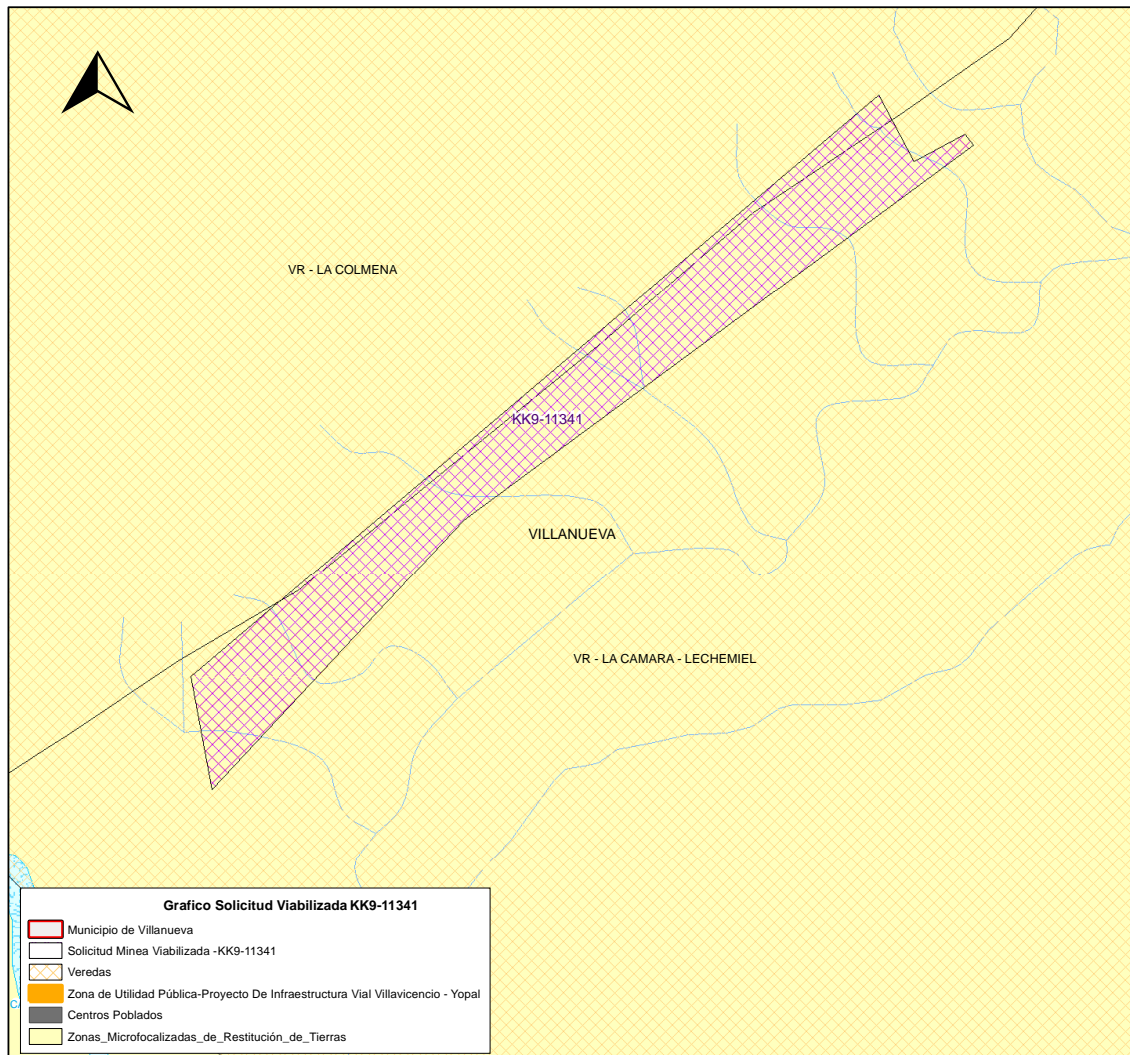 VR - LA COLMENA
KK9-11341
VILLANUEVA
VR - LA CAMARA - LECHEMIEL
Grafico Solicitud Viabilizada KK9-11341
Municipio de Villanueva
Solicitud Minea Viabilizada -KK9-11341
Veredas
Zona de Utilidad Pública-Proyecto De Infraestructura Vial Villavicencio - Yopal
Centros Poblados
Zonas_Microfocalizadas_de_Restitución_de_Tierras